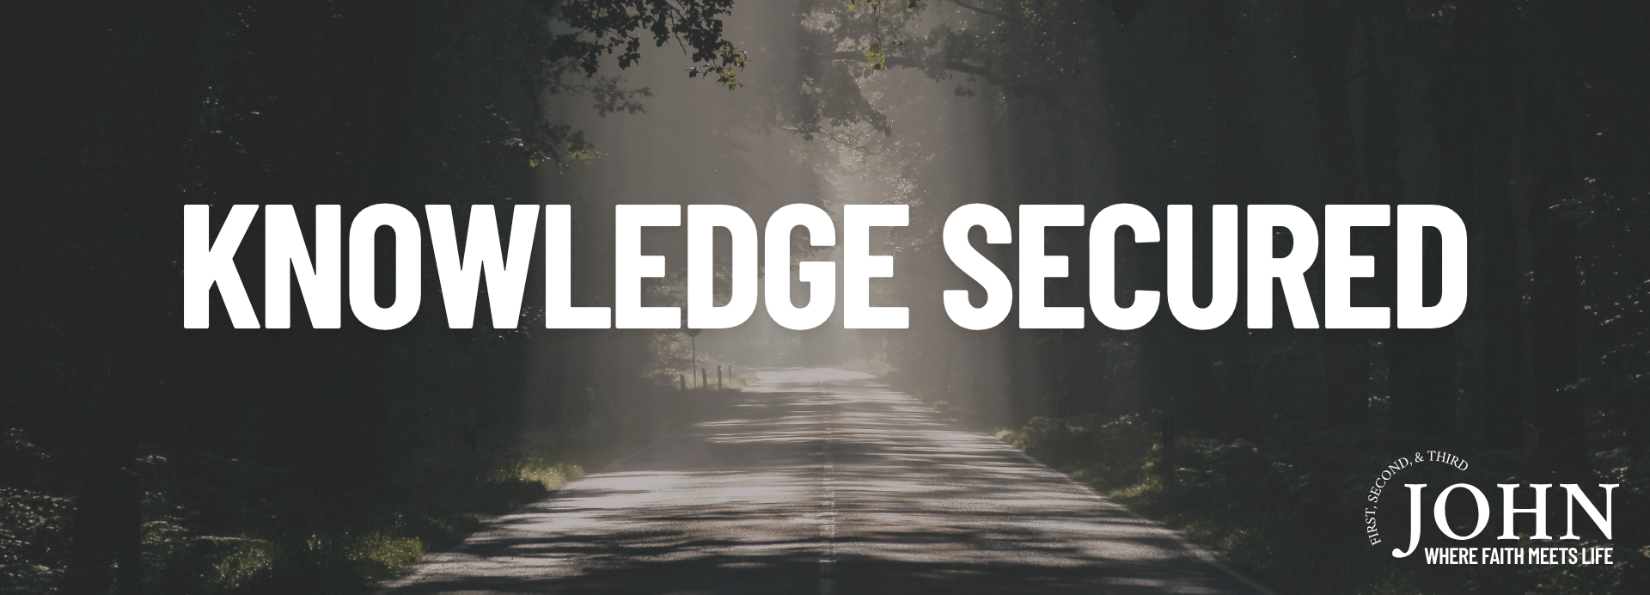 KNOWLEDGE SECURED
FIRST, SECOND, & THIRD
JOHN
WHERE FAITH MEETS LIFE